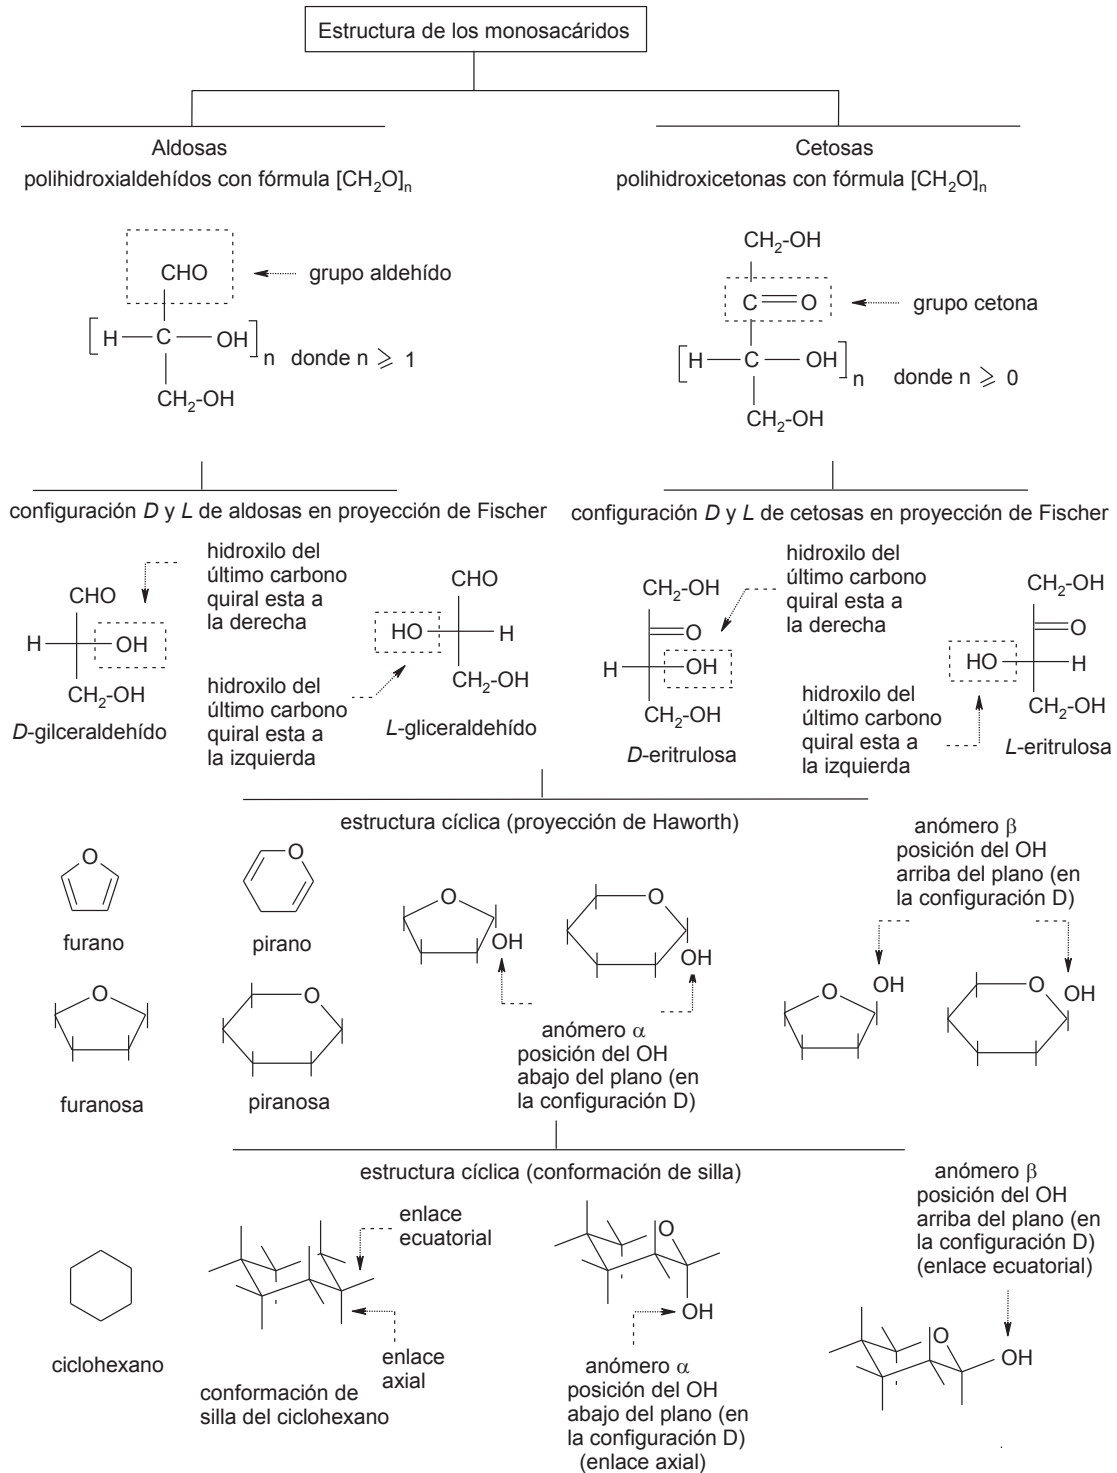 Estructura de los monosacáridos
Aldosas
polihidroxialdehídos con fórmula [CH2O]n
Cetosas
polihidroxicetonas con fórmula [CH2O]n
CHO
grupo aldehído
H C OH
n donde n ⩾ 1
CH2-OH
CH2-OH
C O
grupo cetona
H C OH
n donde n ⩾ 0
CH2-OH
configuración D y L de aldosas en proyección de Fischer
configuración D y L de cetosas en proyección de Fischer
hidroxilo del
último carbono
quiral esta a
la derecha
CHO
H OH
CH2-OH
D-gilceraldehído
CHO
HO H
CH2-OH
L-gliceraldehído
hidroxilo del
último carbono
quiral esta a
la izquierda
hidroxilo del
último carbono
quiral esta a
la derecha
CH2-OH
O
H OH
CH2-OH
D-eritrulosa
CH2-OH
O
HO H
CH2-OH
L-eritrulosa
hidroxilo del
último carbono
quiral esta a
la izquierda
estructura cíclica (proyección de Haworth)
O
furano
O
pirano
O
furanosa
O
piranosa
O
OH
O
OH
anómero α
posición del OH
abajo del plano (en
la configuración D)
anómero β
posición del OH
arriba del plano (en
la configuración D)
O
OH
O
OH
estructura cíclica (conformación de silla)
ciclohexano
enlace
ecuatorial
enlace
axial
conformación de
silla del ciclohexano
O
OH
anómero α
posición del OH
abajo del plano (en
la configuración D)
(enlace axial)
anómero β
posición del OH
arriba del plano (en
la configuración D)
(enlace ecuatorial)
O
OH